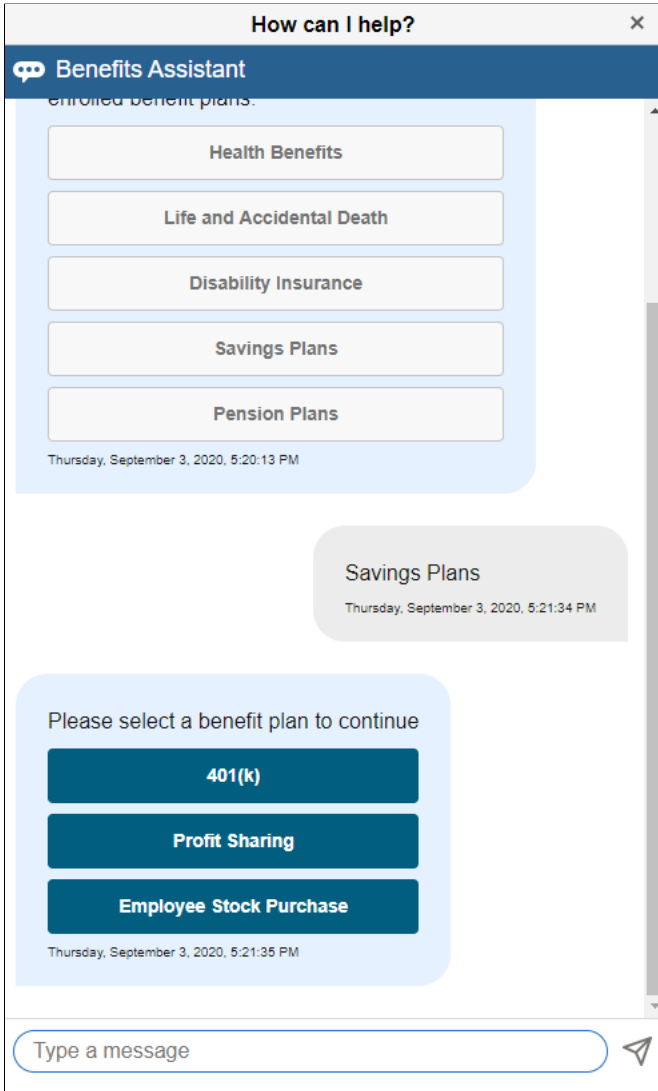 How can I help?
Benefits Assistant
enrolled benefit plans.
Health Benefits
Life and Accidental Death
Disability Insurance
Savings Plans
Pension Plans
Thursday, September 3, 2020, 5:20:13 PM
Savings Plans
Thursday, September 3, 2020, 5:21:34 PM
Please select a benefit plan to continue
401(k)
Profit Sharing
Employee Stock Purchase
Thursday, September 3, 2020, 5:21:35 PM
Type a message